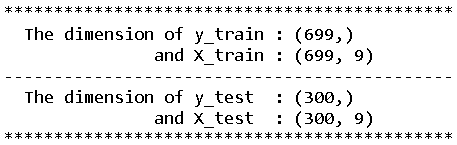 *********************************************
  The dimension of y_train : (699,)
               and X_train : (699, 9)
---------------------------------------------
  The dimension of y_test  : (300,)
               and X_test  : (300, 9)
*********************************************